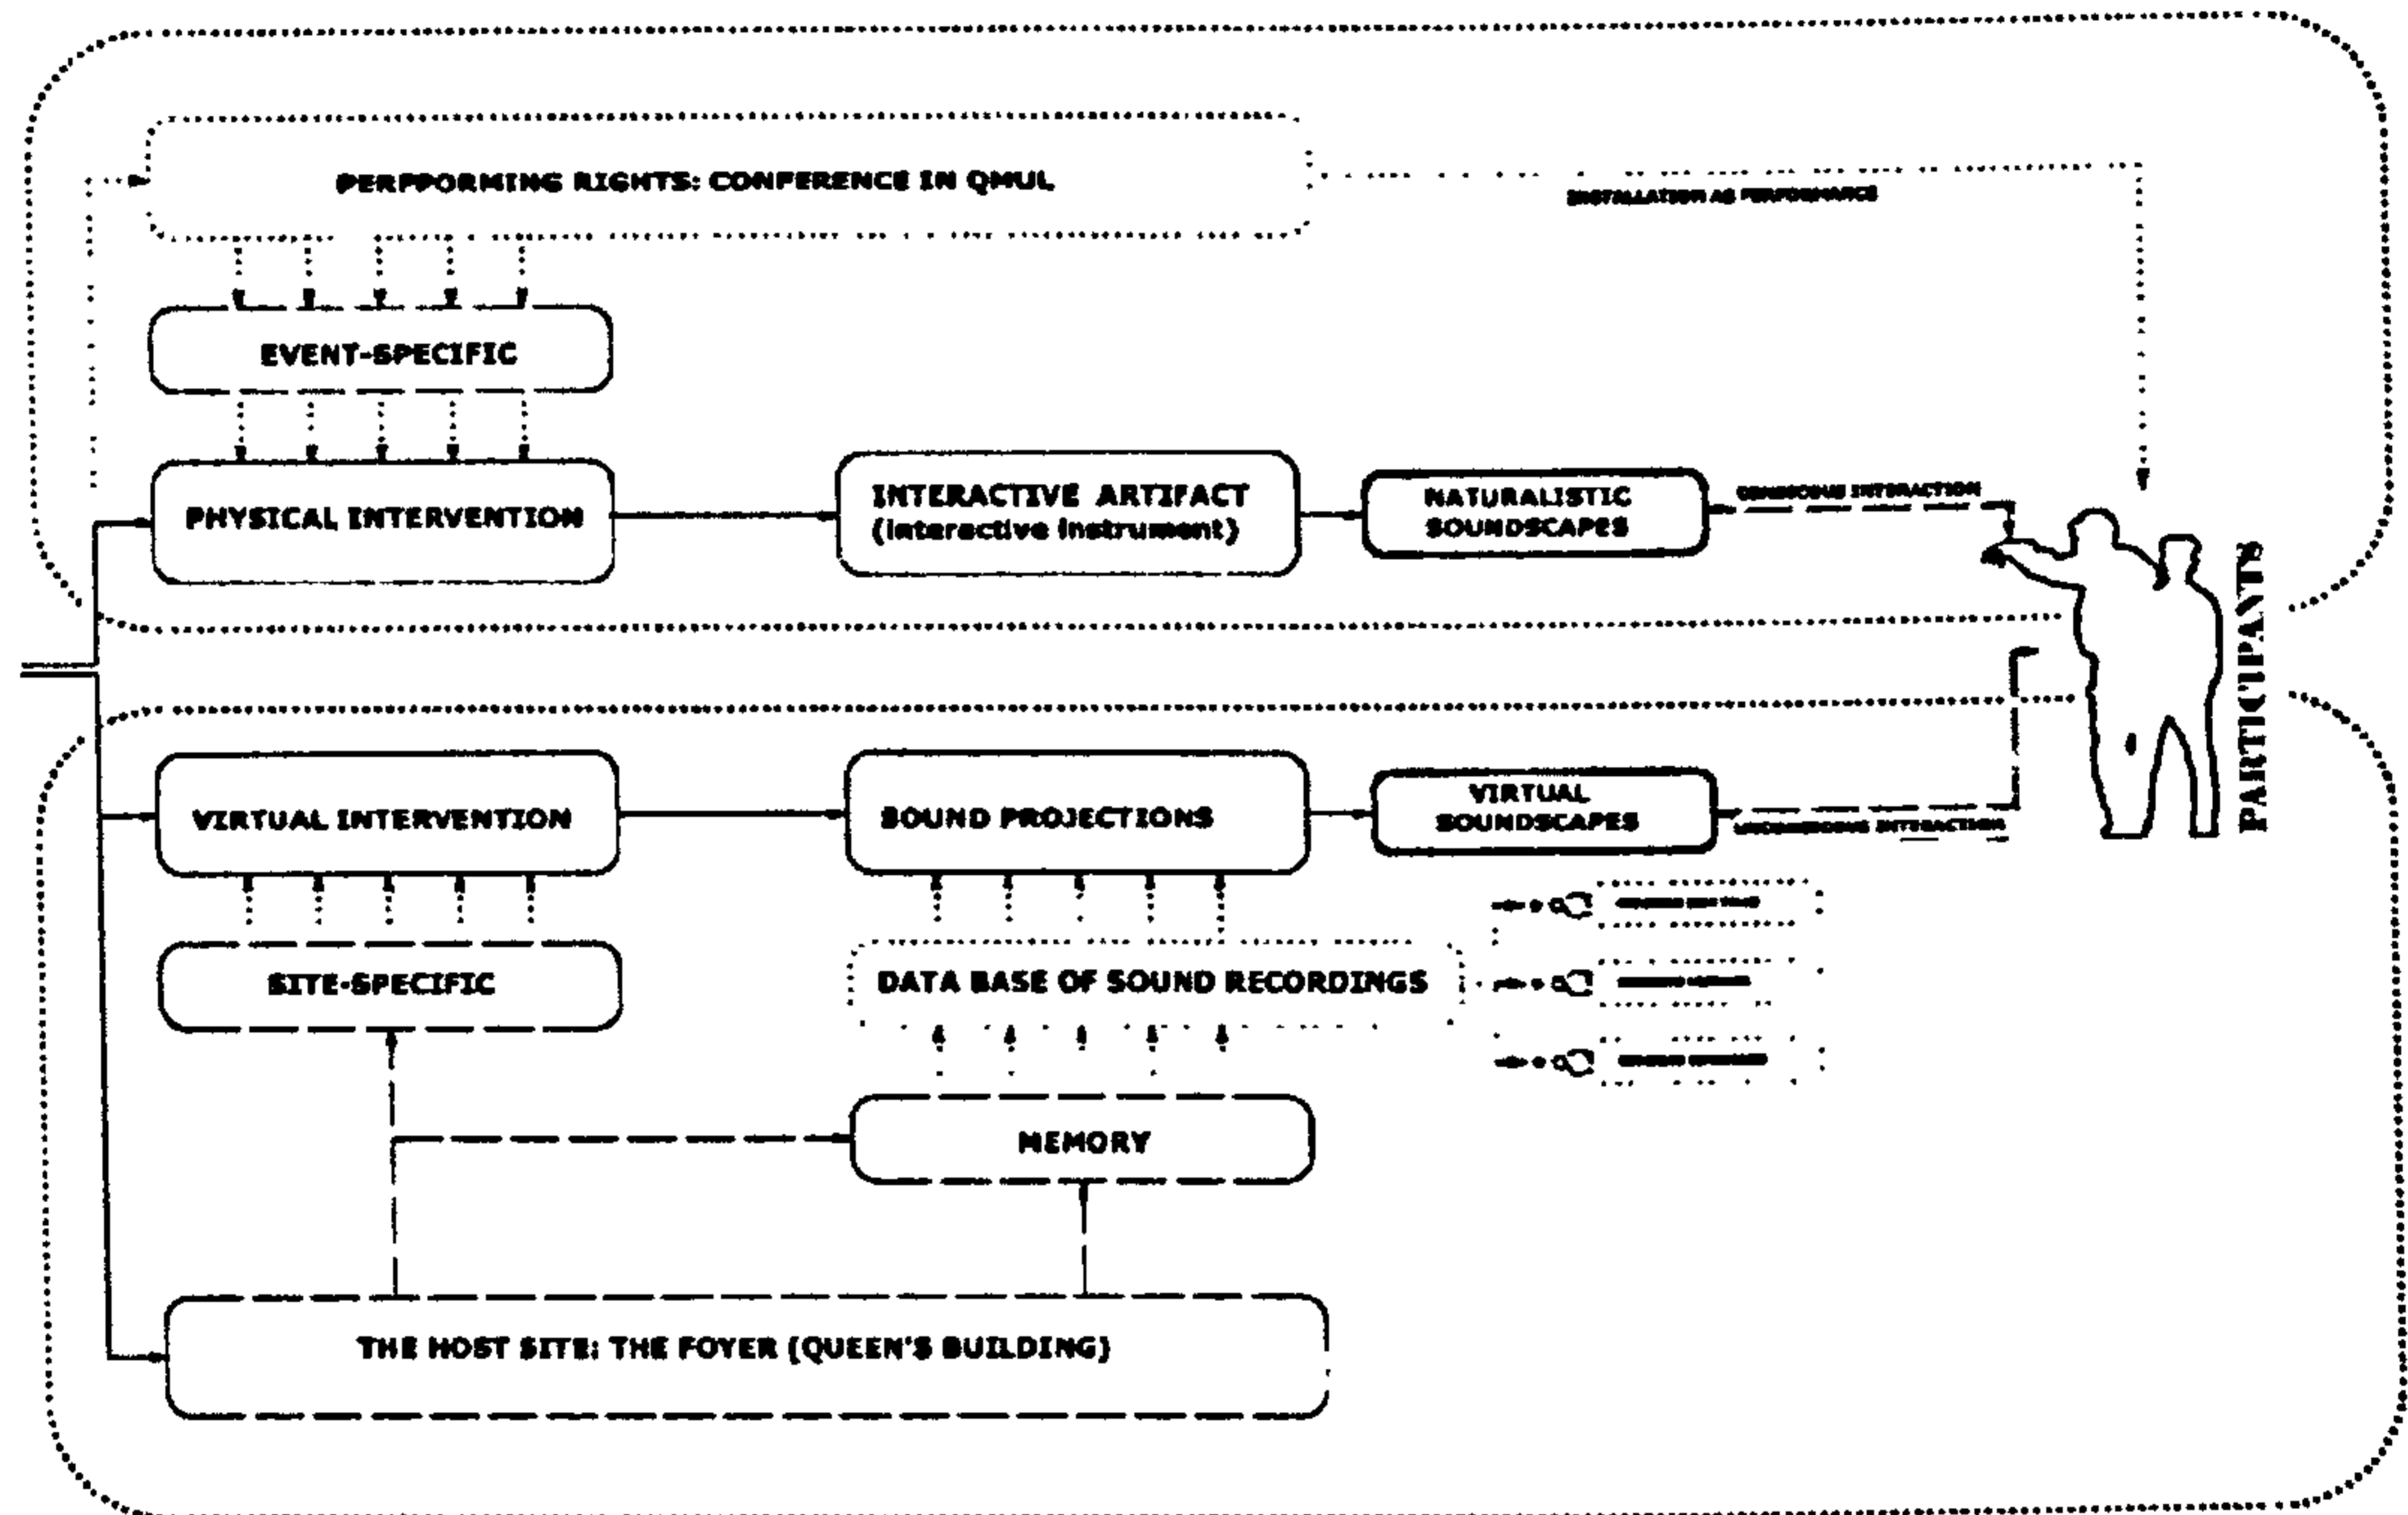 PERFPORMING RIGHTS: CONFERENCE IN QMUL
INSTALLATION AS PERFORMANCE
EVENT-SPECIFIC
PHYSICAL INTERVENTION
INTERACTIVE ARTIFACT
(interactive instrument)
NATURALISTIC
SOUNDSCAPES
CONSCIOUS INTERACTION
PARTICIPANTS
VIRTUAL INTERVENTION
SOUND PROJECTIONS
VIRTUAL
SOUNDSCAPES
UNCONSCIOUS INTERACTION
SITE-SPECIFIC
DATA BASE OF SOUND RECORDINGS
MEMORY
THE HOST SITE: THE FOYER (QUEEN'S BUILDING)